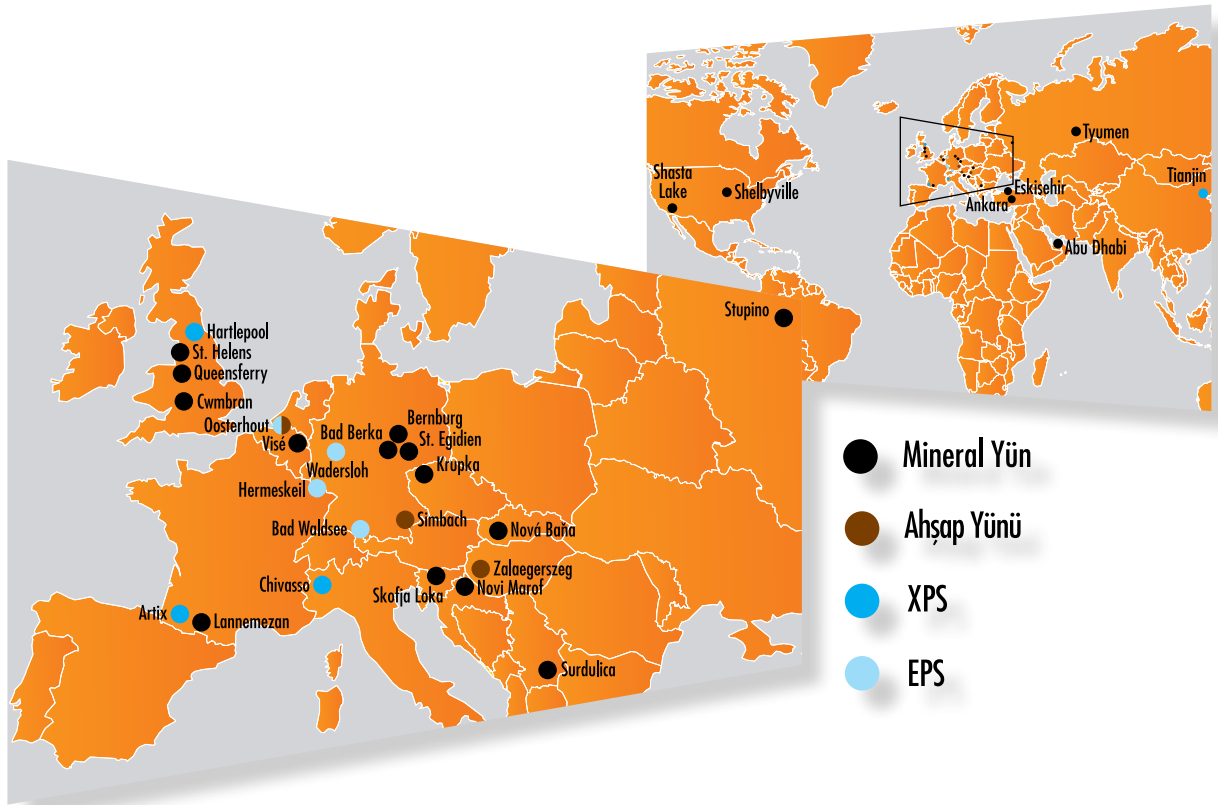 Shasta
Lake
Shelbyville
Tyumen
Tianjin
Eskişehir
Ankara
Abu Dhabi
Stupino
Hartlepool
St. Helens
Queensferry
Cwmbran
Oosterhout
Visé
Bad Berka
Bernburg
St. Egidien
Wadersloh
Krupka
Hermeskeil
Bad Waldsee
Simbach
Nová Baňa
Chivasso
Zalaegerszeg
Skofja Loka
Novi Marof
Artix
Lannemezan
Surdulica
Mineral Yün
Ahşap Yünü
XPS
EPS